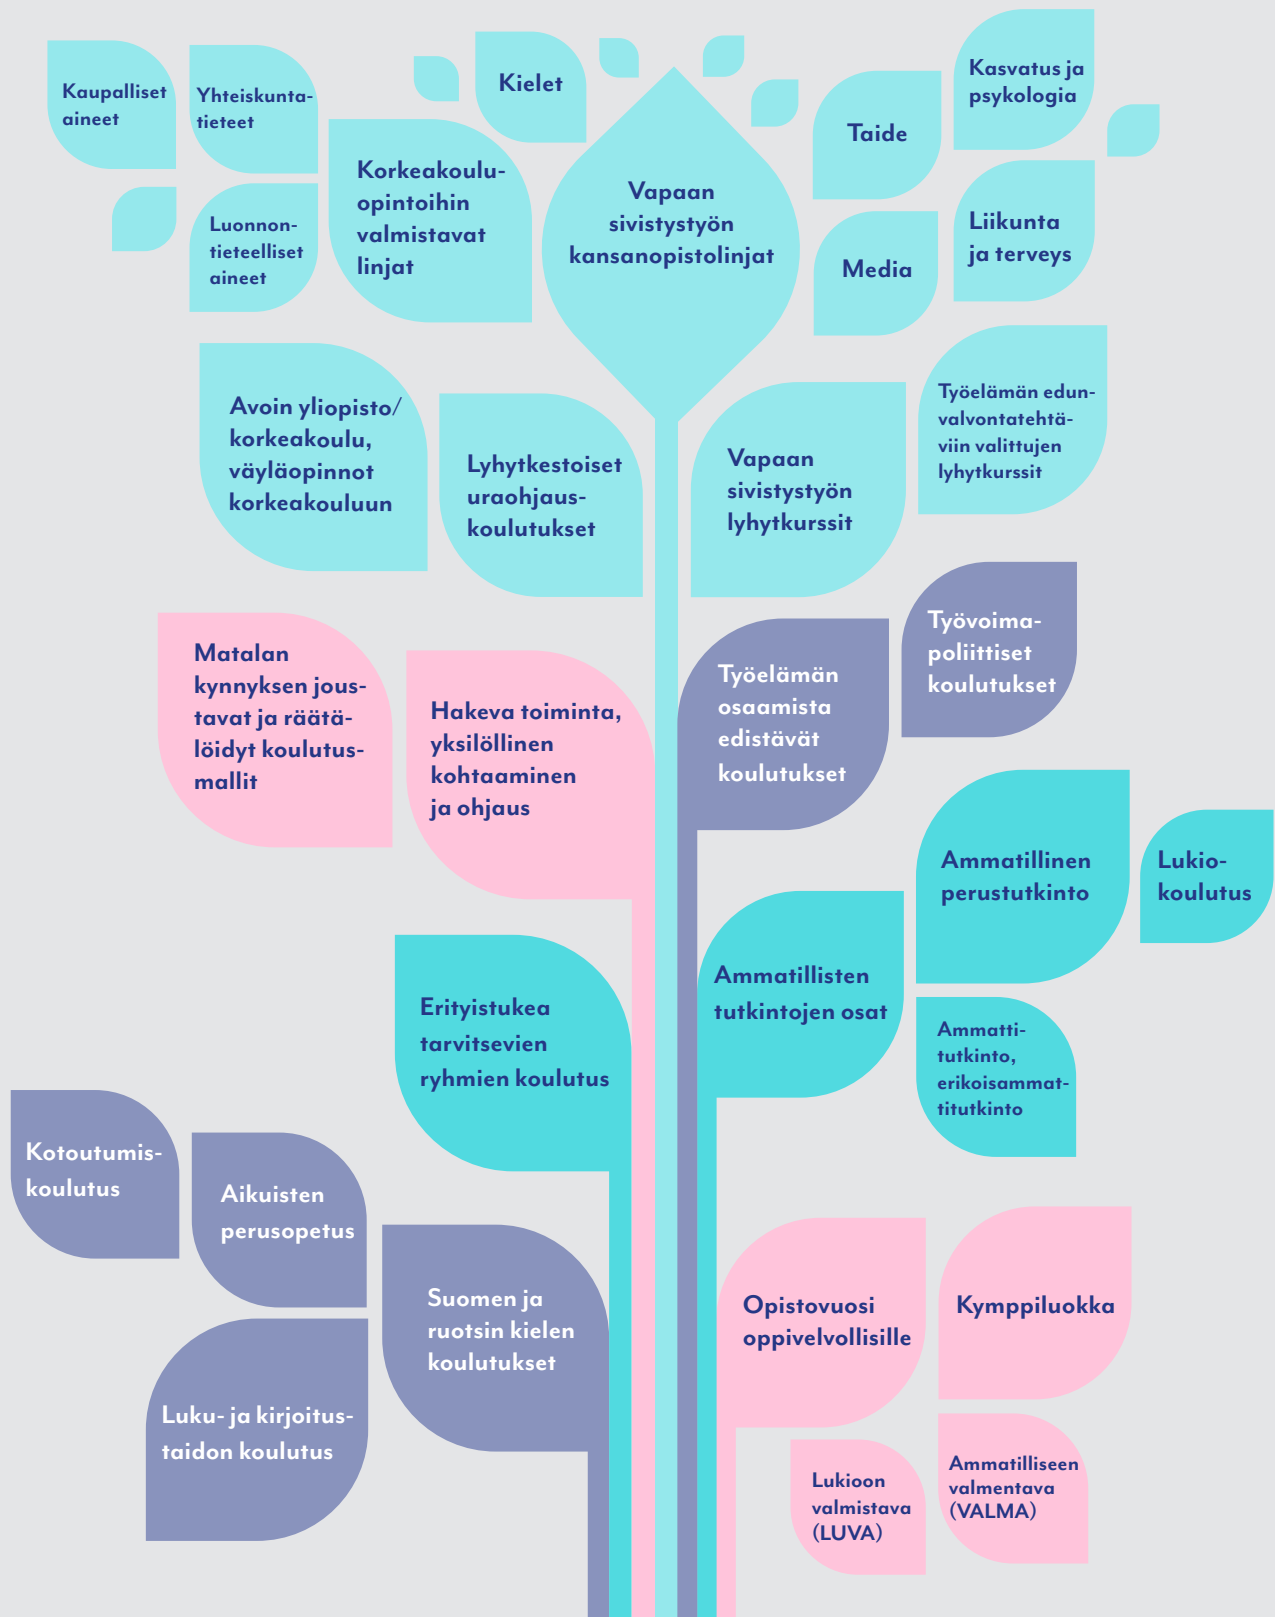 Kaupalliset
aineet
Yhteiskunta-
tieteet
Luonnon-
tieteelliset
aineet
Kielet
Korkeakoulu-
opintoihin
valmistavat
linjat
Vapaan
sivistystyön
kansanopistolinjat
Taide
Kasvatus ja
psykologia
Media
Liikunta
ja terveys
Avoin yliopisto/
korkeakoulu,
väyläopinnot
korkeakouluun
Lyhytkestoiset
uraohjaus-
koulutukset
Vapaan
sivistystyön
lyhytkurssit
Työelämän edun-
valvontatehtä-
viin valittujen
lyhytkurssit
Matalan
kynnyksen jous-
tavat ja räätä-
löidyt koulutus-
mallit
Hakeva toiminta,
yksilöllinen
kohtaaminen
ja ohjaus
Työelämän
osaamista
edistävät
koulutukset
Työvoima-
poliittiset
koulutukset
Erityistukea
tarvitsevien
ryhmien koulutus
Ammatillisten
tutkintojen osat
Ammatillinen
perustutkinto
Lukio-
koulutus
Ammatti-
tutkinto,
erikoisammat-
titutkinto
Kotoutumis-
koulutus
Aikuisten
perusopetus
Suomen ja
ruotsin kielen
koulutukset
Luku- ja kirjoitus-
taidon koulutus
Opistovuosi
oppivelvollisille
Kymppiluokka
Lukioon
valmistava
(LUVA)
Ammatilliseen
valmentava
(VALMA)